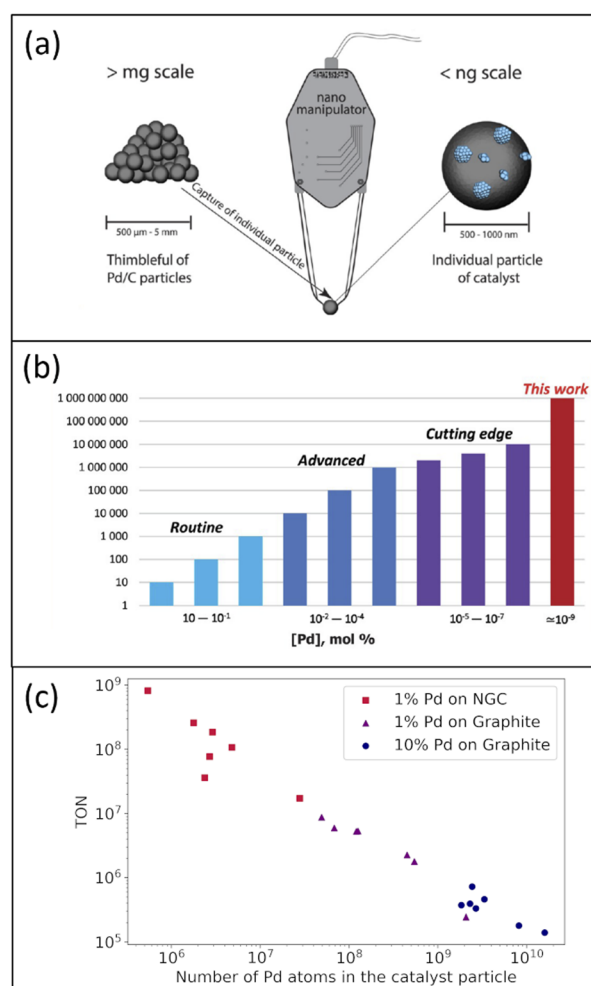 (a)
> mg scale
< ng scale
nano
manipulator
Capture of individual particle
500 μm - 5 mm
500 - 1000 nm
Thimbleful of
Pd/C particles
Individual particle
of catalyst
(b)
This work
1 000 000 000
10 000 000
1 000 000
100 000
10 000
1 000
100
10
1
Cutting edge
Advanced
Routine
10 — 10⁻¹
10⁻² — 10⁻⁴
10⁻⁵ — 10⁻⁷
≃10⁻⁹
[Pd], mol %
(c)
10⁹
10⁸
10⁷
10⁶
10⁵
TON
1% Pd on NGC
1% Pd on Graphite
10% Pd on Graphite
10⁶
10⁷
10⁸
10⁹
10¹⁰
Number of Pd atoms in the catalyst particle